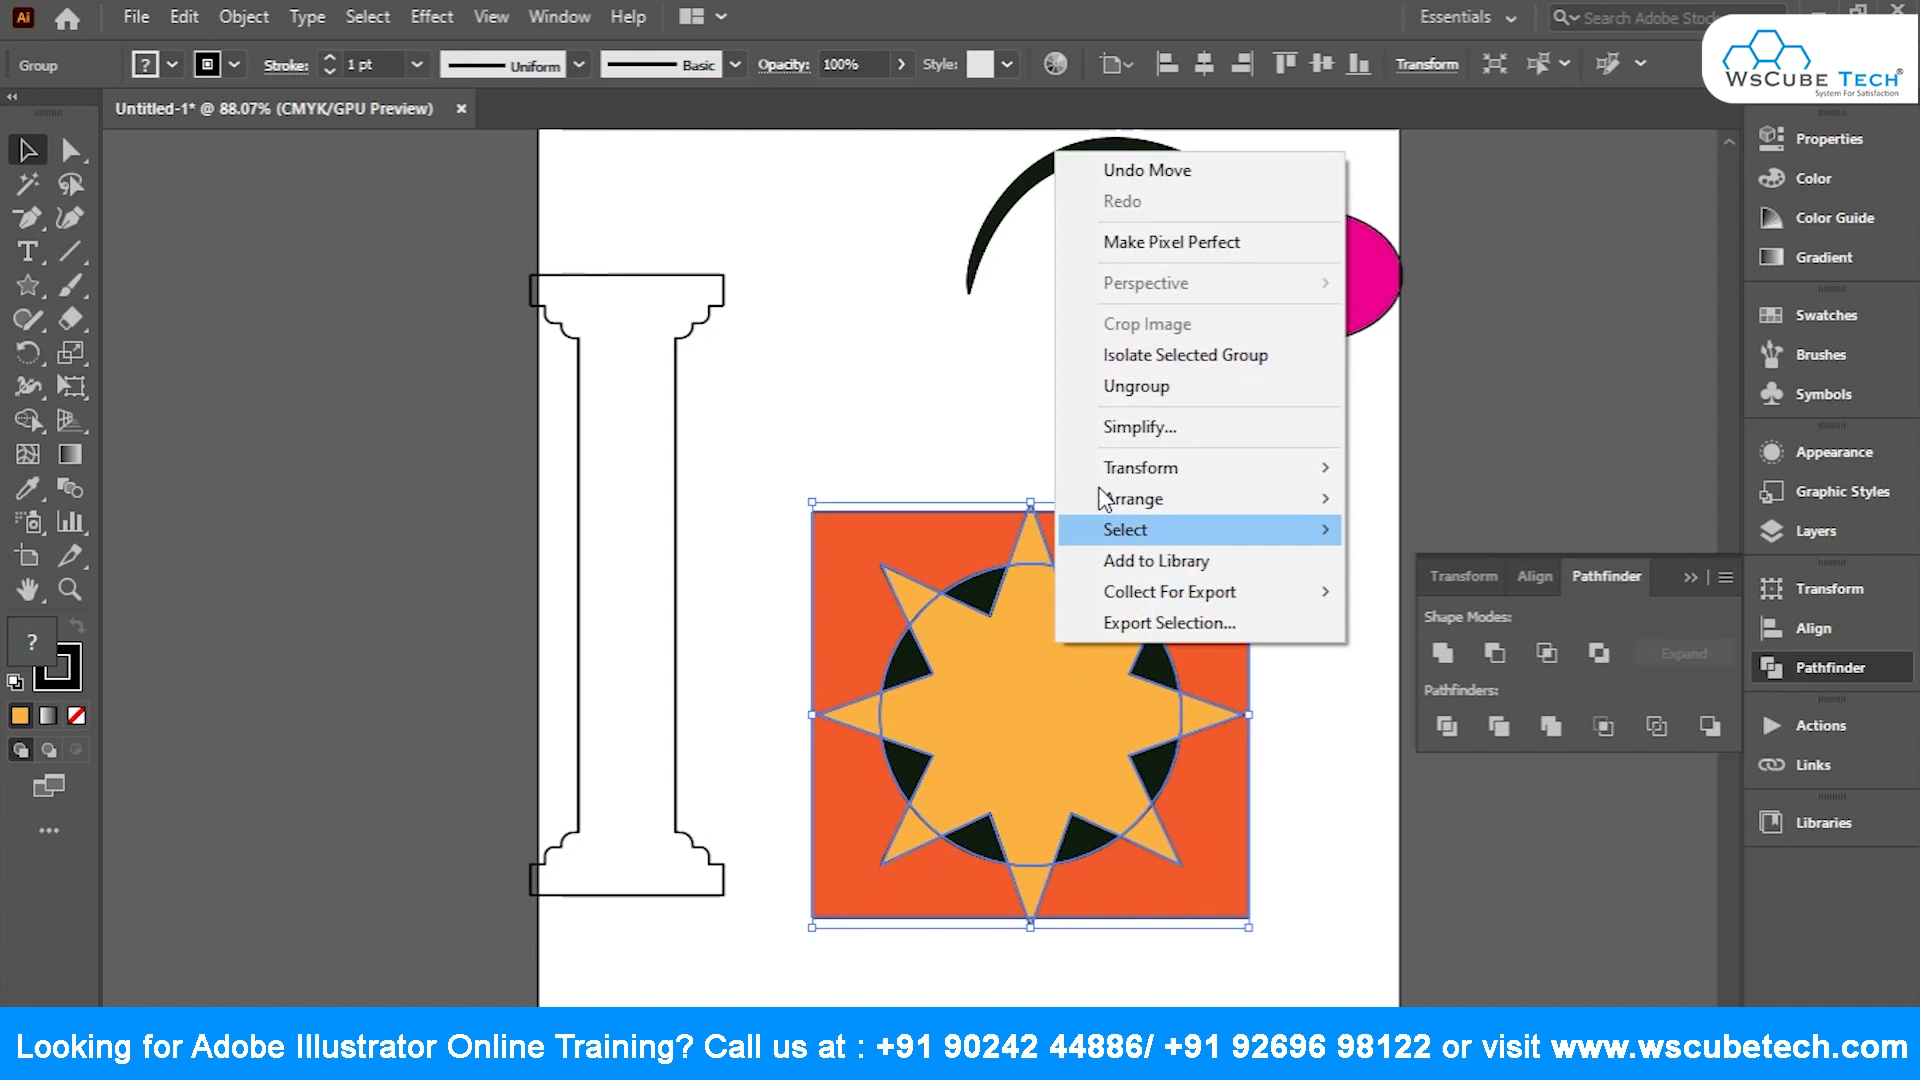 Ai File Edit Object Type Select Effect View Window Help Essentials Search Adobe Stock
Group ? Stroke: 1 pt Uniform Basic Opacity: 100% Style: Transform
WsCube Tech®
System For Satisfaction
Untitled-1* @ 88.07% (CMYK/GPU Preview)
Undo Move
Redo
Make Pixel Perfect
Perspective
Crop Image
Isolate Selected Group
Ungroup
Simplify...
Transform
Arrange
Select
Add to Library
Collect For Export
Export Selection...
Properties
Color
Color Guide
Gradient
Swatches
Brushes
Symbols
Appearance
Graphic Styles
Layers
Transform
Align
Pathfinder
Actions
Links
Libraries
Transform Align Pathfinder
Shape Modes:
Expand
Pathfinders:
?
Looking for Adobe Illustrator Online Training? Call us at : +91 90242 44886/ +91 92696 98122 or visit www.wscubetech.com